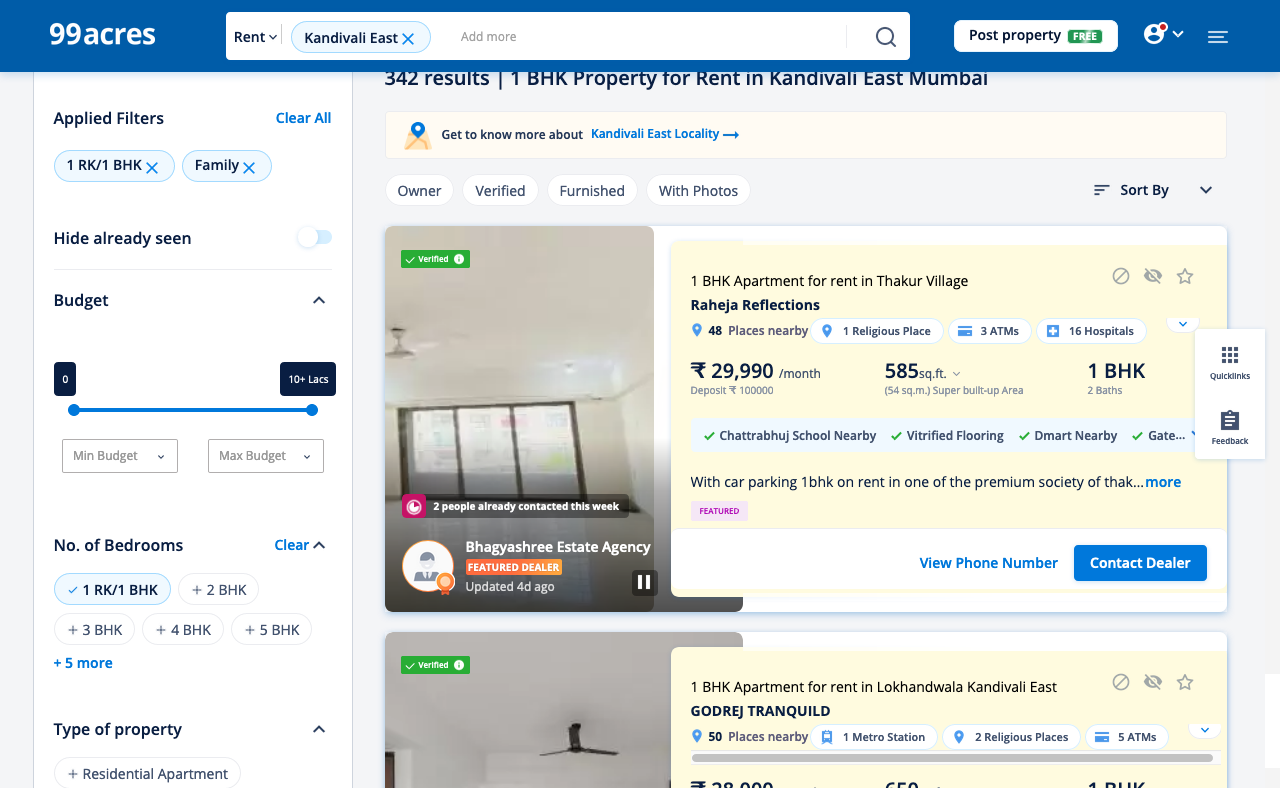 99acres
Rent
Kandivali East
Add more
Post property FREE
342 results | 1 BHK Property for Rent in Kandivali East Mumbai
Applied Filters
Clear All
1 RK/1 BHK
Family
Hide already seen
Budget
0
10+ Lacs
Min Budget
Max Budget
No. of Bedrooms
Clear
1 RK/1 BHK
+ 2 BHK
+ 3 BHK
+ 4 BHK
+ 5 BHK
+ 5 more
Type of property
+ Residential Apartment
Get to know more about Kandivali East Locality
Owner
Verified
Furnished
With Photos
Sort By
Verified
2 people already contacted this week
Bhagyashree Estate Agency
FEATURED DEALER
Updated 4d ago
1 BHK Apartment for rent in Thakur Village
Raheja Reflections
48 Places nearby
1 Religious Place
3 ATMs
16 Hospitals
₹ 29,990 /month
Deposit ₹ 100000
585 sq.ft.
(54 sq.m.) Super built-up Area
1 BHK
2 Baths
Chattrabhuj School Nearby
Vitrified Flooring
Dmart Nearby
Gate...
With car parking 1bhk on rent in one of the premium society of thak...more
FEATURED
View Phone Number
Contact Dealer
Quicklinks
Feedback
Verified
1 BHK Apartment for rent in Lokhandwala Kandivali East
GODREJ TRANQUILD
50 Places nearby
1 Metro Station
2 Religious Places
5 ATMs
₹ 28,000
650
1 BHK